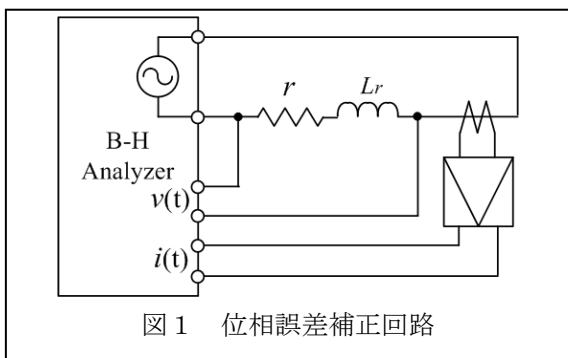 r
Lr
B-H
Analyzer
v(t)
i(t)
図１　位相誤差補正回路